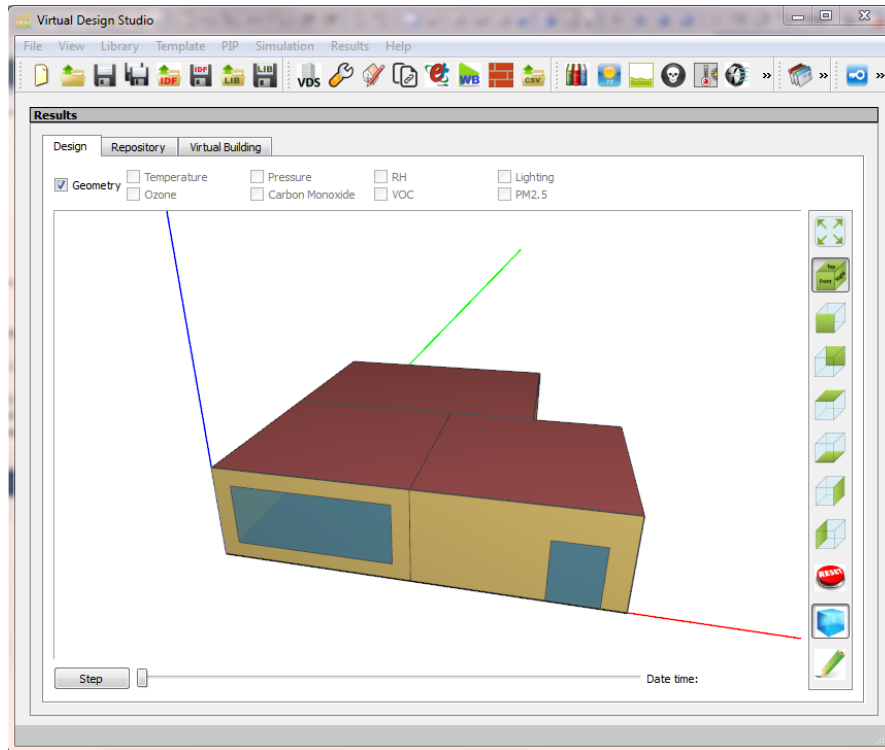 Virtual Design Studio
File View Library Template PIP Simulation Results Help
IDF IDF LIB LIB VDS WB CSV » » »
Results
Design Repository Virtual Building
Geometry Temperature Pressure RH Lighting
Ozone Carbon Monoxide VOC PM2.5
Top
Front
RESET
Step Date time: